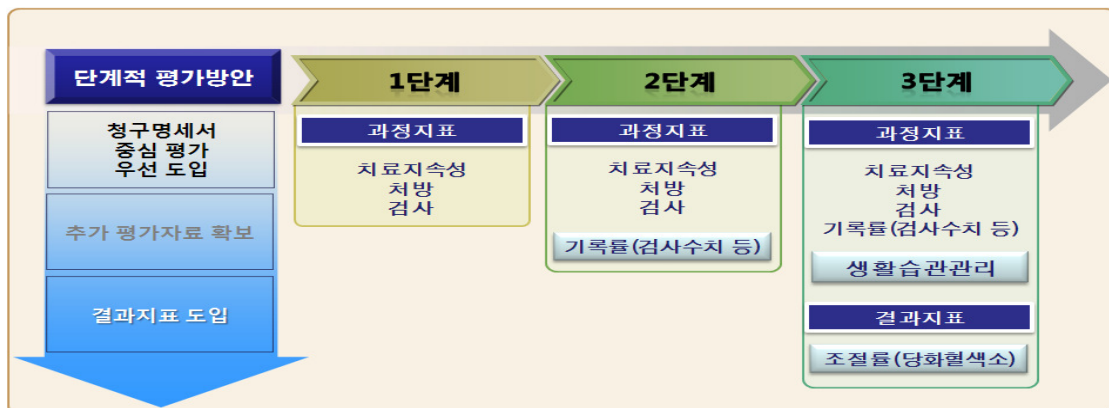 단계적 평가방안
청구명세서
중심 평가
우선 도입
추가 평가자료 확보
결과지표 도입
1단계
과정지표
치료지속성
처방
검사
2단계
과정지표
치료지속성
처방
검사
기록률(검사수치 등)
3단계
과정지표
치료지속성
처방
검사
기록률(검사수치 등)
생활습관관리
결과지표
조절률(당화혈색소)